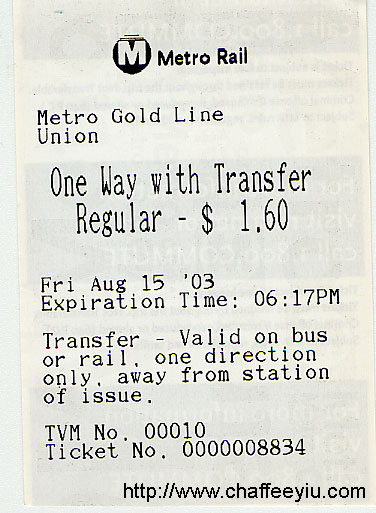 M Metro Rail
Metro Gold Line
Union
One Way with Transfer
Regular - $ 1.60
Fri Aug 15 '03
Expiration Time: 06:17PM
Transfer - Valid on bus
or rail, one direction
only, away from station
of issue.
TVM No. 00010
Ticket No. 0000008834
http://www.chaffeeyiu.com